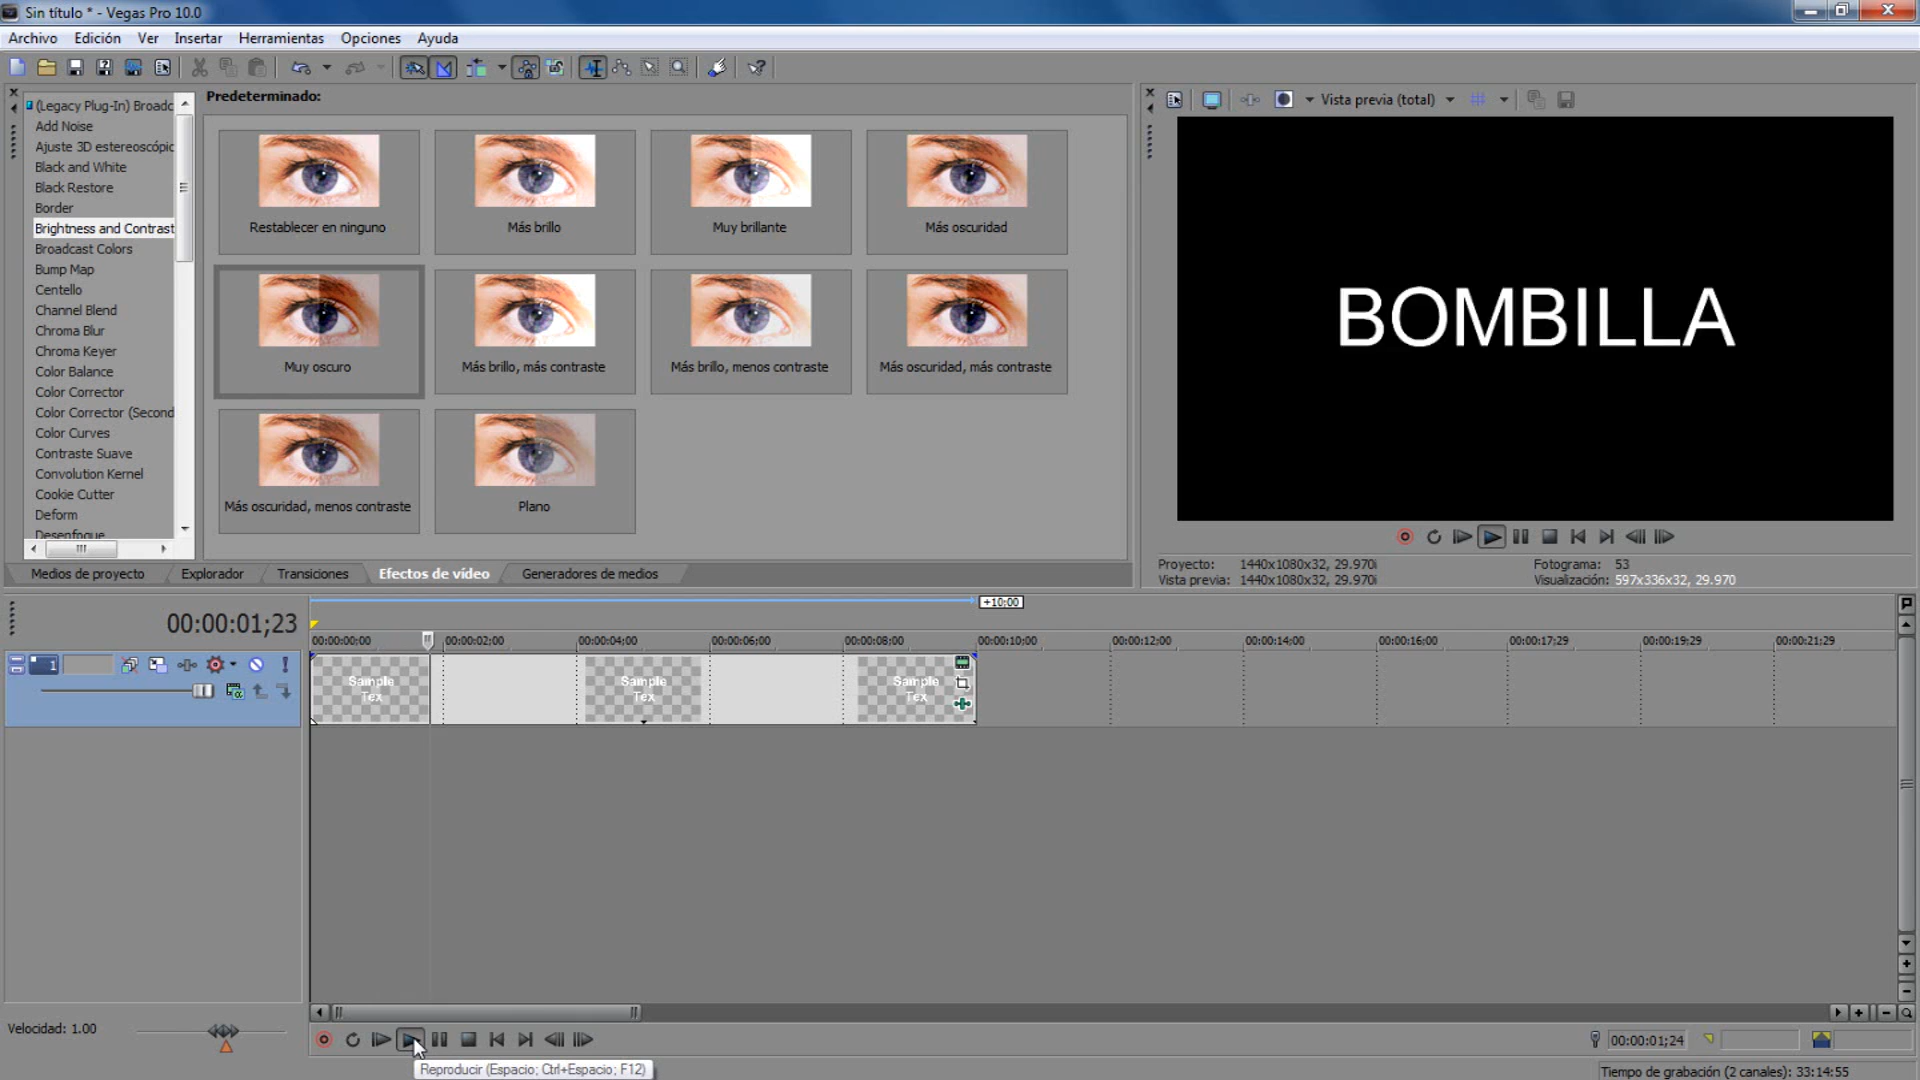 Sin título * - Vegas Pro 10.0
Archivo Edición Ver Insertar Herramientas Opciones Ayuda
(Legacy Plug-In) Broadc
Add Noise
Ajuste 3D estereoscópic
Black and White
Black Restore
Border
Brightness and Contrast
Broadcast Colors
Bump Map
Centello
Channel Blend
Chroma Blur
Chroma Keyer
Color Balance
Color Corrector
Color Corrector (Second
Color Curves
Contraste Suave
Convolution Kernel
Cookie Cutter
Deform
Desenfoque
Predeterminado:
Restablecer en ninguno
Más brillo
Muy brillante
Más oscuridad
Muy oscuro
Más brillo, más contraste
Más brillo, menos contraste
Más oscuridad, más contraste
Más oscuridad, menos contraste
Plano
Medios de proyecto Explorador Transiciones Efectos de vídeo Generadores de medios
Vista previa (total)
BOMBILLA
Proyecto: 1440x1080x32, 29.970i
Vista previa: 1440x1080x32, 29.970i
Fotograma: 53
Visualización: 597x336x32, 29.970
00:00:01;23
+10:00
00:00:00;00 00:00:02;00 00:00:04;00 00:00:06;00 00:00:08;00 00:00:10;00 00:00:12;00 00:00:14;00 00:00:16;00 00:00:17;29 00:00:19;29 00:00:21;29
1
Sample
Tex
Sample
Tex
Sample
Tex
Velocidad: 1.00
Reproducir (Espacio; Ctrl+Espacio; F12)
00:00:01;24
Tiempo de grabación (2 canales): 33:14:55